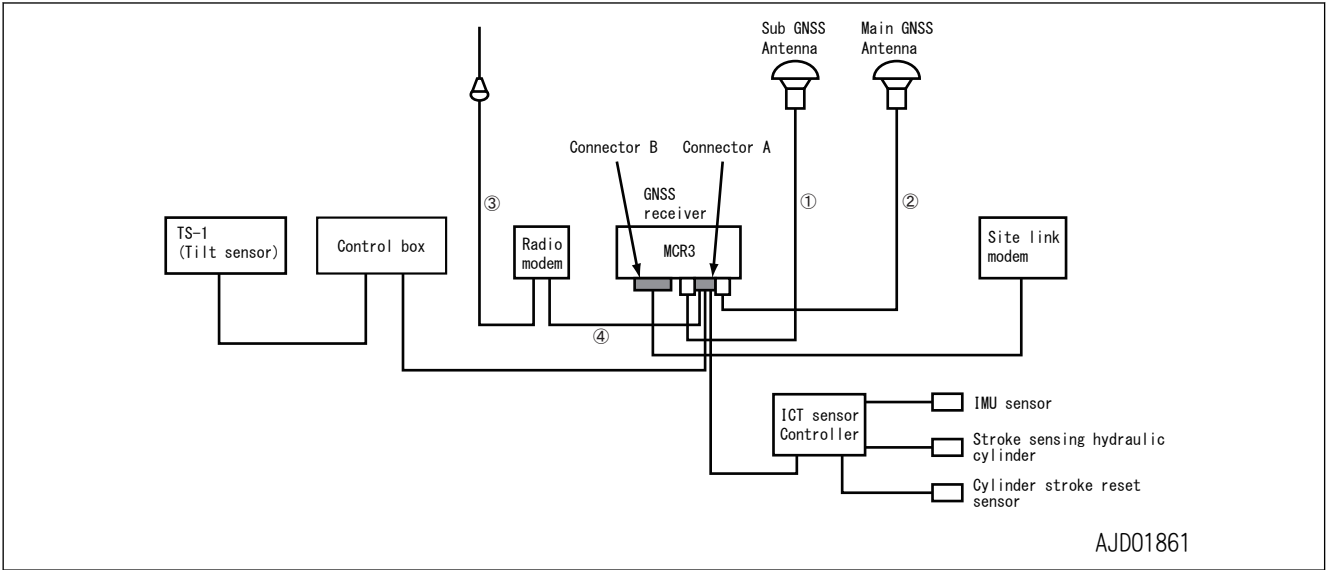 Sub GNSS
Antenna
Main GNSS
Antenna
Connector B
Connector A
③
GNSS
receiver
①
②
TS-1
(Tilt sensor)
Control box
Radio
modem
MCR3
Site link
modem
④
ICT sensor
Controller
IMU sensor
Stroke sensing hydraulic
cylinder
Cylinder stroke reset
sensor
AJD01861